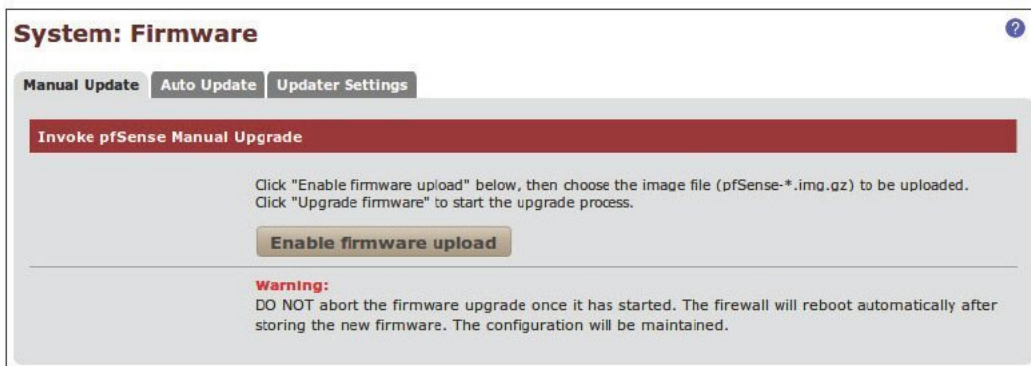 System: Firmware
?
Manual Update Auto Update Updater Settings
Invoke pfSense Manual Upgrade
Click "Enable firmware upload" below, then choose the image file (pfSense-*.img.gz) to be uploaded.
Click "Upgrade firmware" to start the upgrade process.
Enable firmware upload
Warning:
DO NOT abort the firmware upgrade once it has started. The firewall will reboot automatically after
storing the new firmware. The configuration will be maintained.